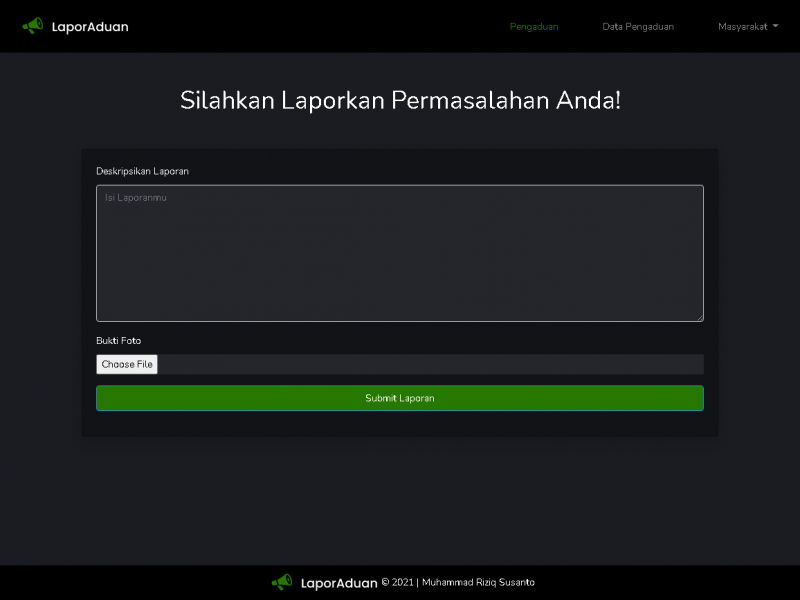 LaporAduan
Pengaduan
Data Pengaduan
Masyarakat
Silahkan Laporkan Permasalahan Anda!
Deskripsikan Laporan
Isi Laporanmu
Bukti Foto
Choose File
Submit Laporan
LaporAduan © 2021 | Muhammad Riziq Susanto